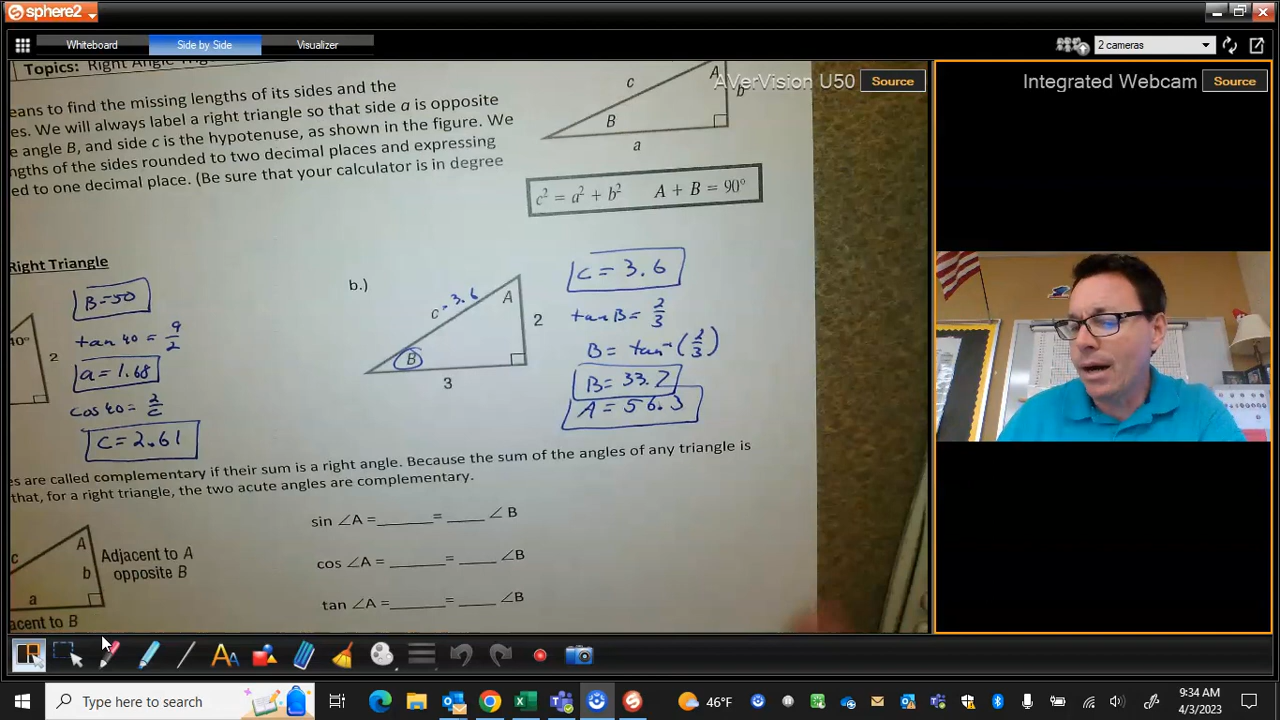 sphere2
Whiteboard
Side by Side
Visualizer
2 cameras
AVerVision U50
Source
Integrated Webcam
Source
Topics: Right Angle
eans to find the missing lengths of its sides and the
es. We will always label a right triangle so that side a is opposite
e angle B, and side c is the hypotenuse, as shown in the figure. We
ngths of the sides rounded to two decimal places and expressing
ed to one decimal place. (Be sure that your calculator is in degree
c
A
b
B
a
c² = a² + b² A + B = 90°
Right Triangle
B=50
tan 40 = a/2
a = 1.68
cos 40 = 2/c
C = 2.61
40°
2
b.)
c = 3.6
A
2
B
3
C = 3.6
tan B = 2/3
B = tan⁻¹(2/3)
B = 33.7
A = 56.3
es are called complementary if their sum is a right angle. Because the sum of the angles of any triangle is
that, for a right triangle, the two acute angles are complementary.
sin ∠A =______= ____ ∠ B
cos ∠A = ______= ____ ∠B
tan ∠A=______= ____ ∠B
c
A
Adjacent to A
b
opposite B
a
acent to B
Type here to search
46°F
9:34 AM
4/3/2023